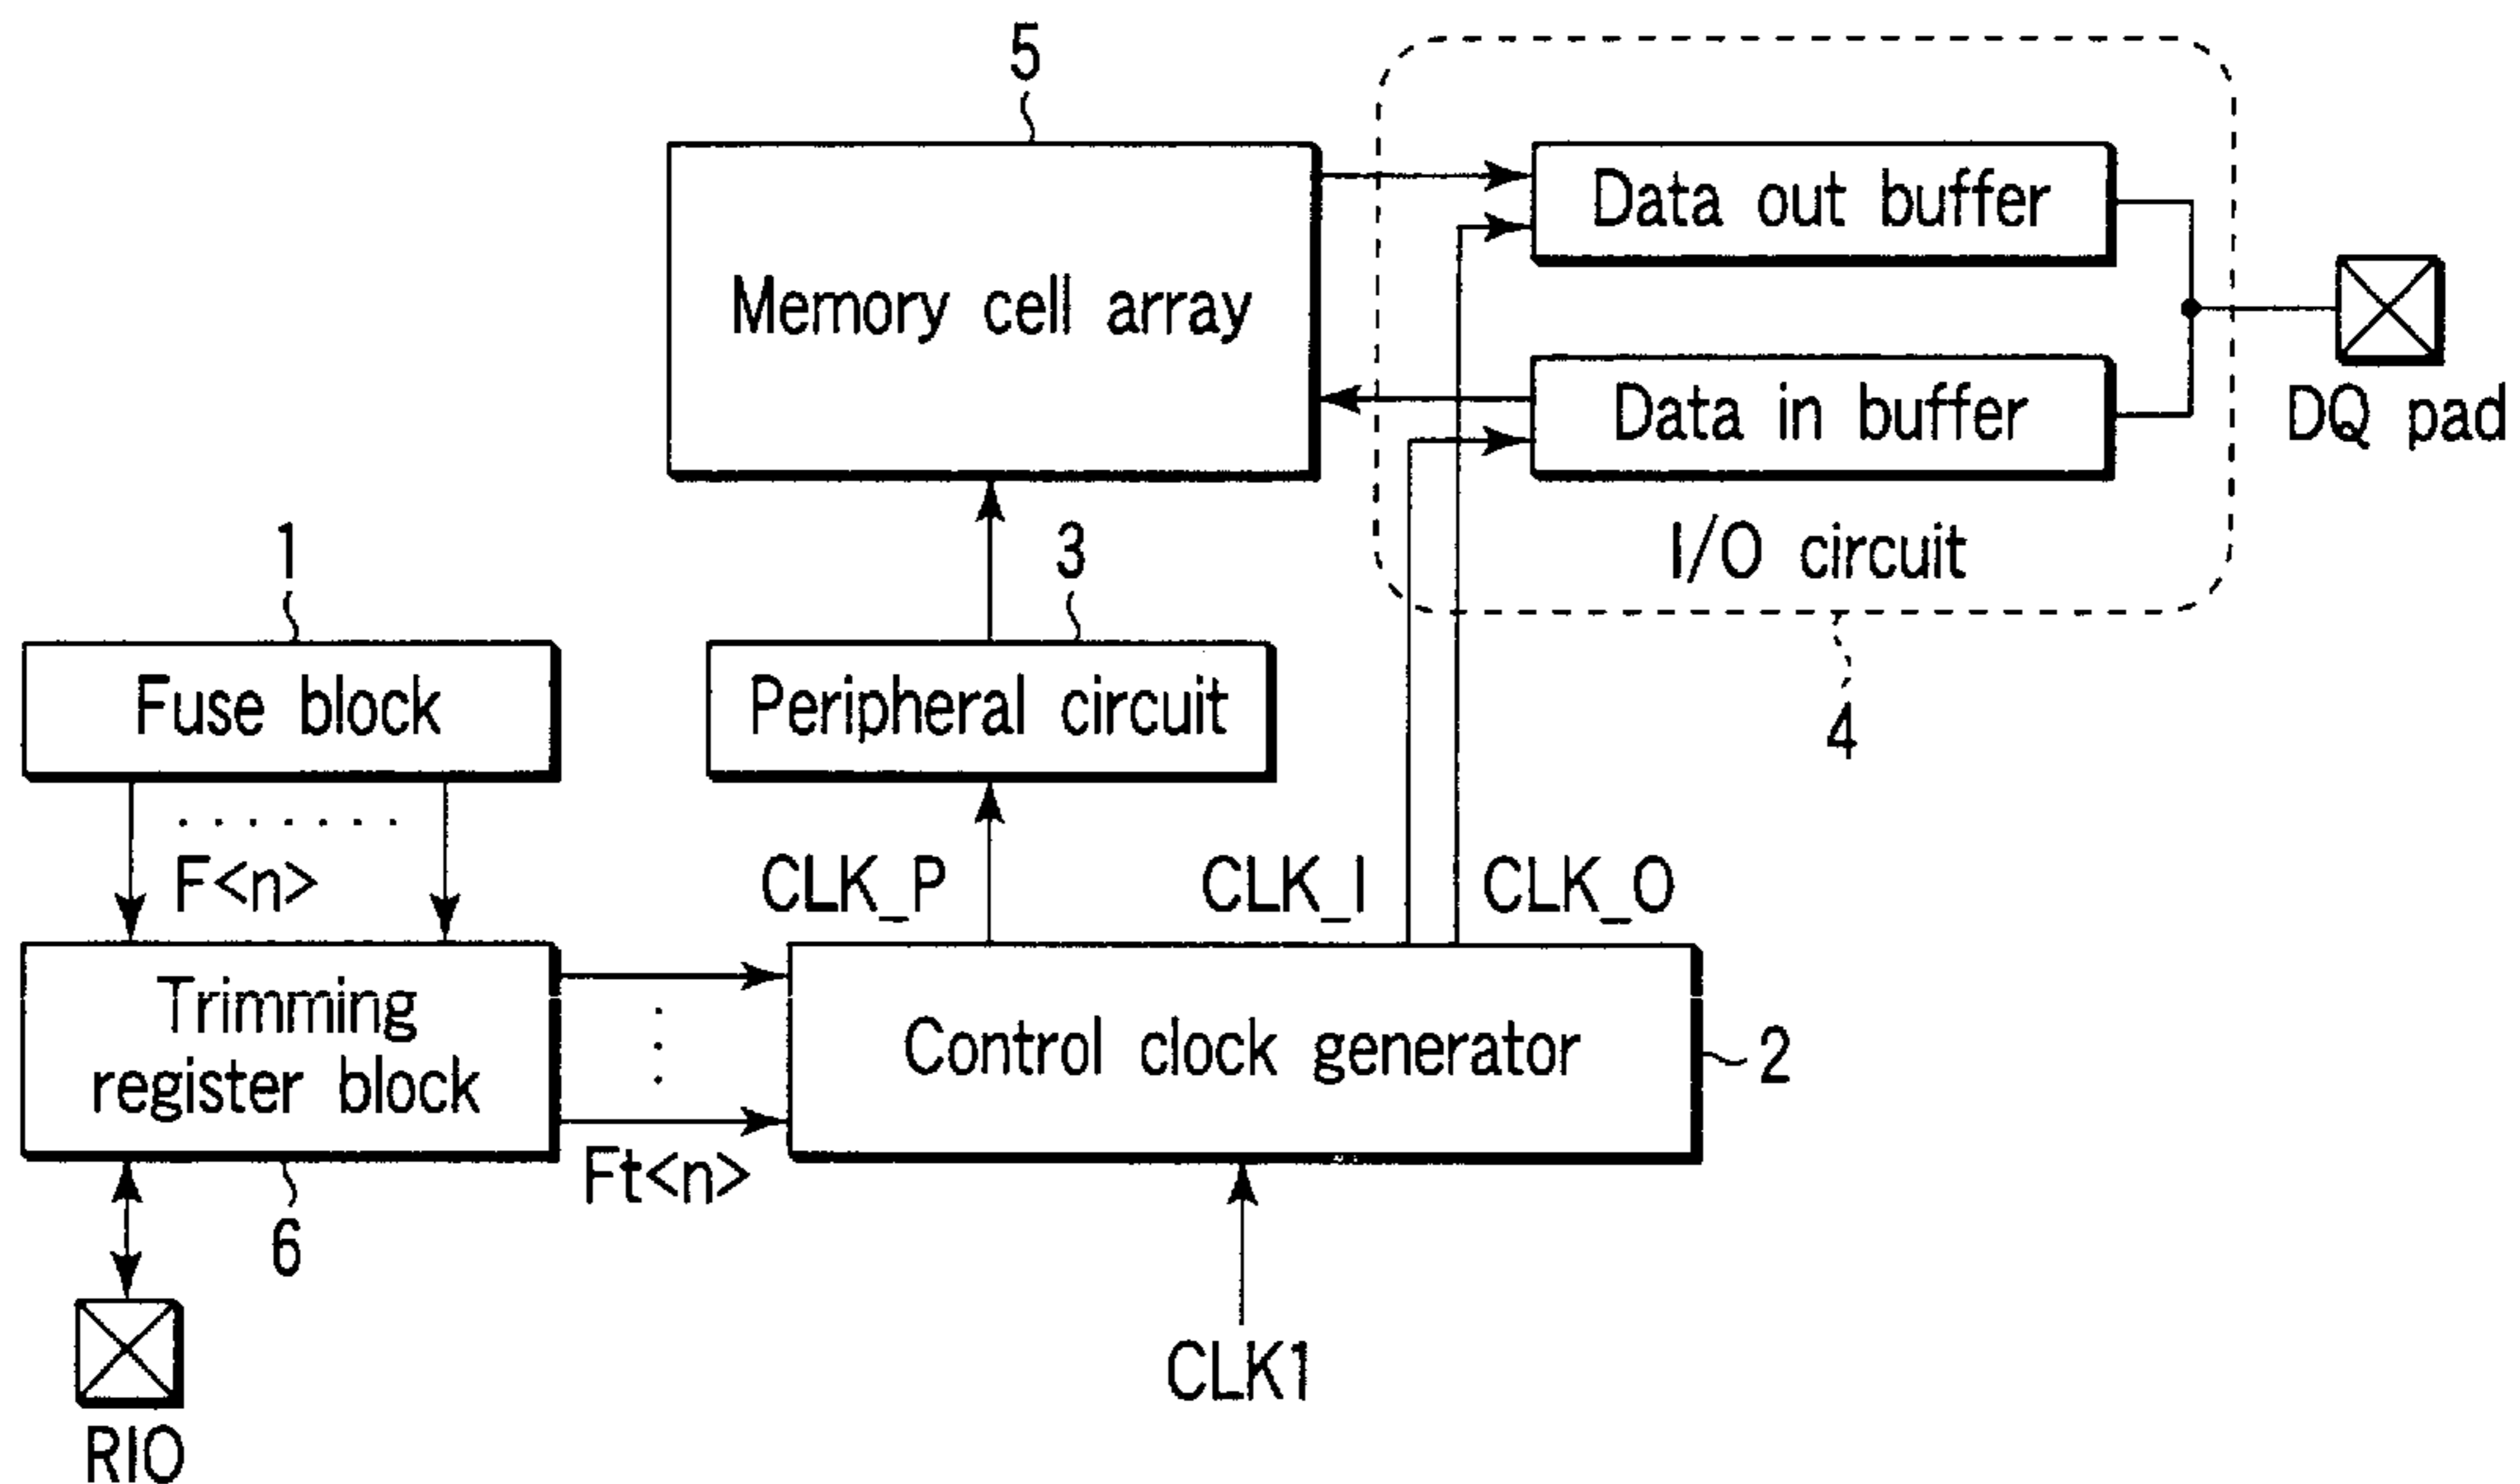 5
Data out buffer
Memory cell array
Data in buffer
DQ pad
I/O circuit
4
1
3
Fuse block
Peripheral circuit
F<n>
CLK_P
CLK_I
CLK_O
Trimming
register block
Control clock generator
2
Ft<n>
6
CLK1
RIO